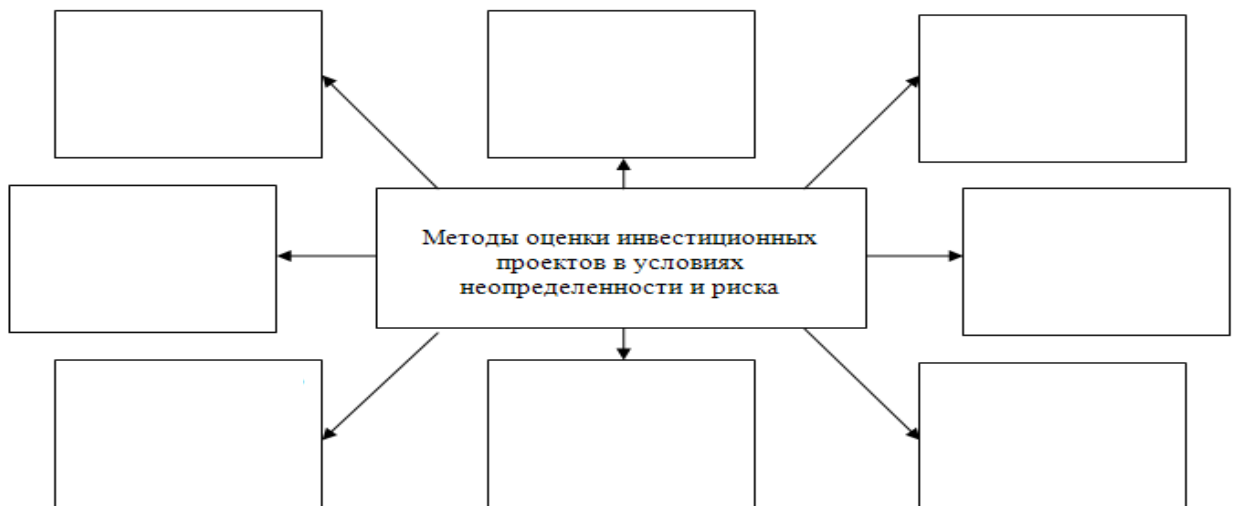 Методы оценки инвестиционных
проектов в условиях
неопределенности и риска